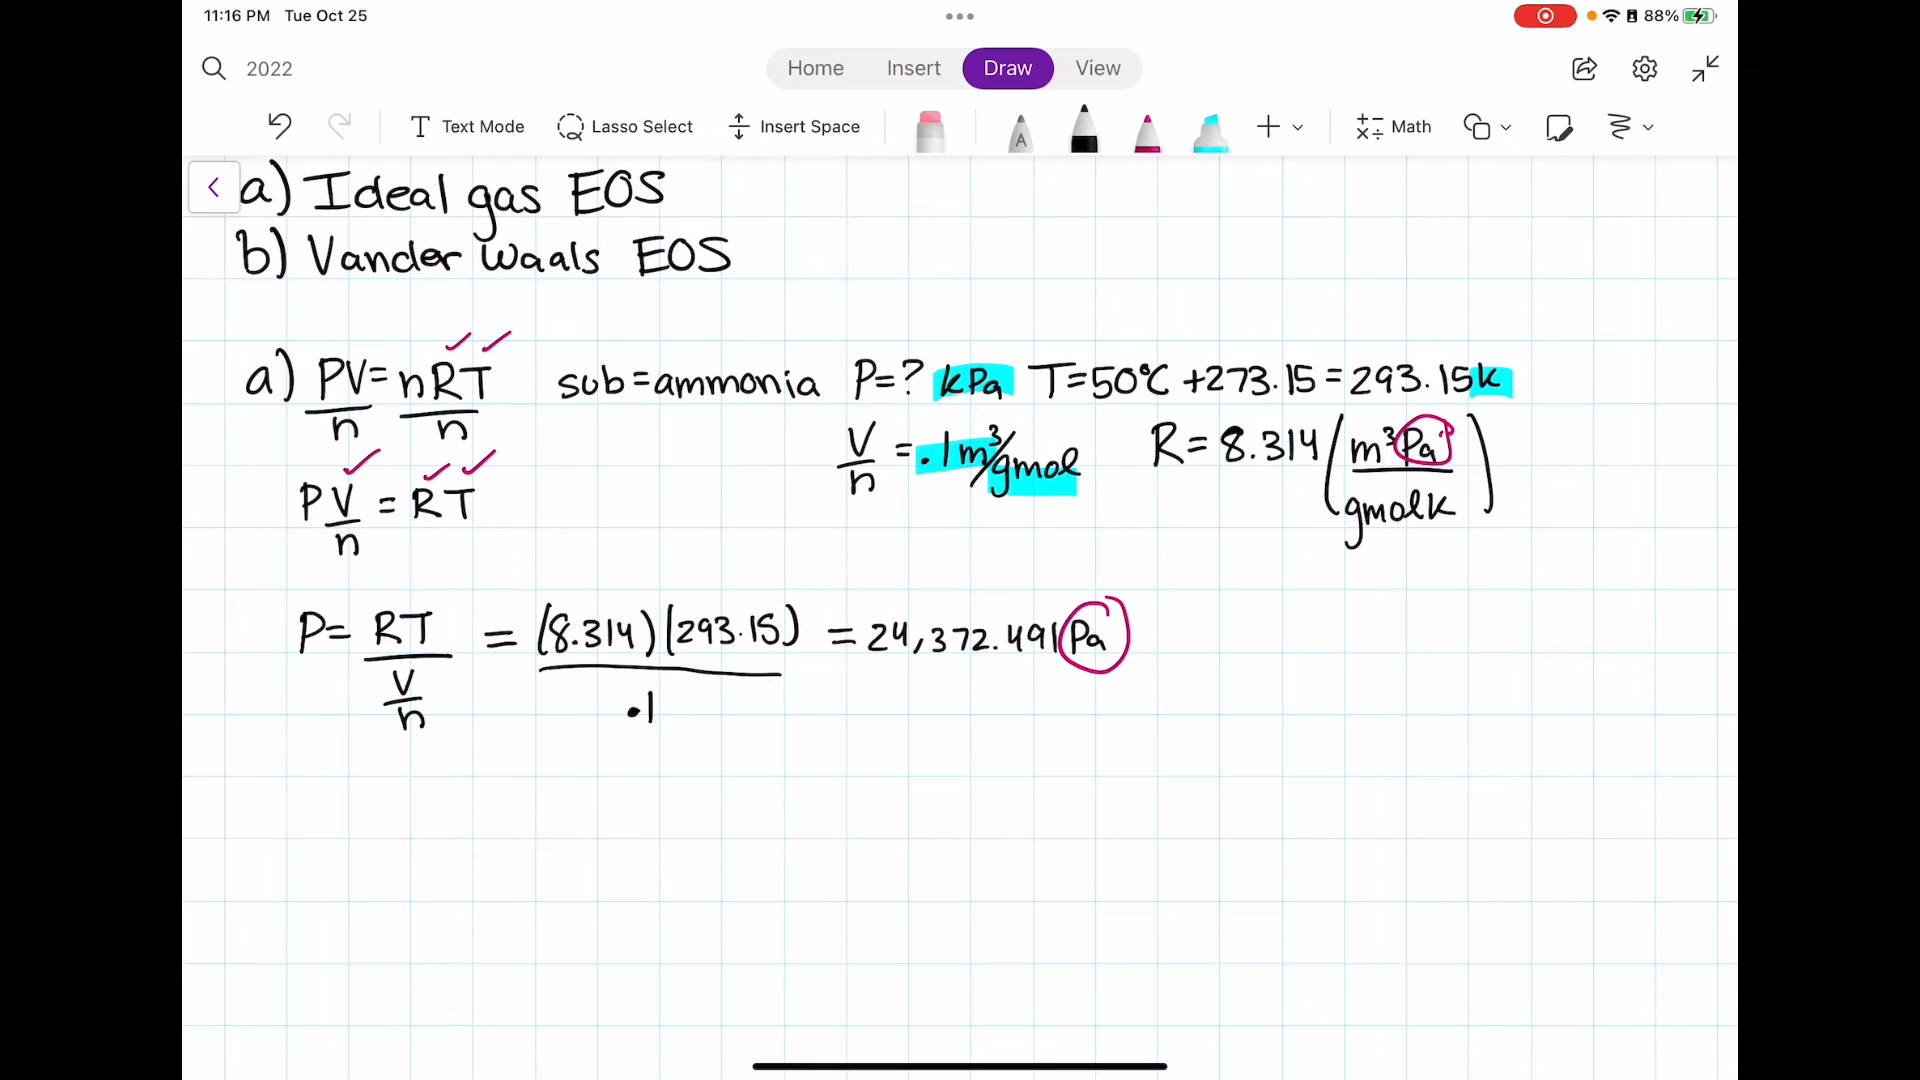 11:16 PM Tue Oct 25 88%
2022 Home Insert Draw View
Text Mode Lasso Select Insert Space A Math
a) Ideal gas EOS
b) Vander Waals EOS
a) PV = nRT sub = ammonia P = ? kPa T = 50°C + 273.15 = 293.15k
n n V/n = .1 m³/gmol R = 8.314 (m³Pa/gmolk)
P V/n = RT
P = RT/(V/n) = (8.314)(293.15)/.1 = 24,372.491 Pa